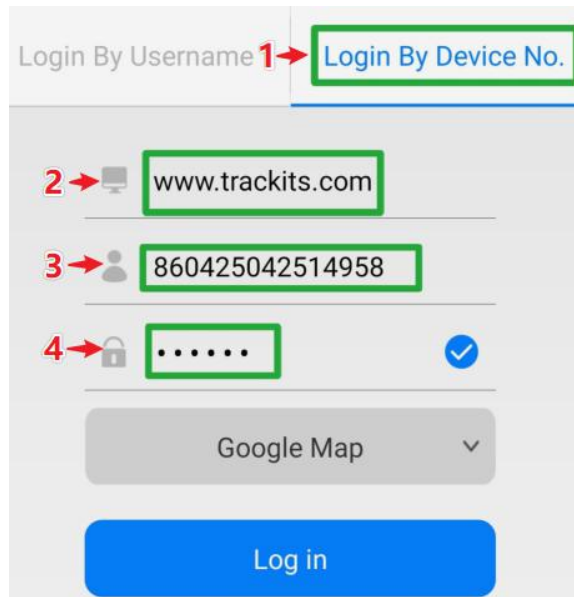 Login By Username 1 Login By Device No.
2 www.trackits.com
3 860425042514958
4 ••••••
Google Map
Log in